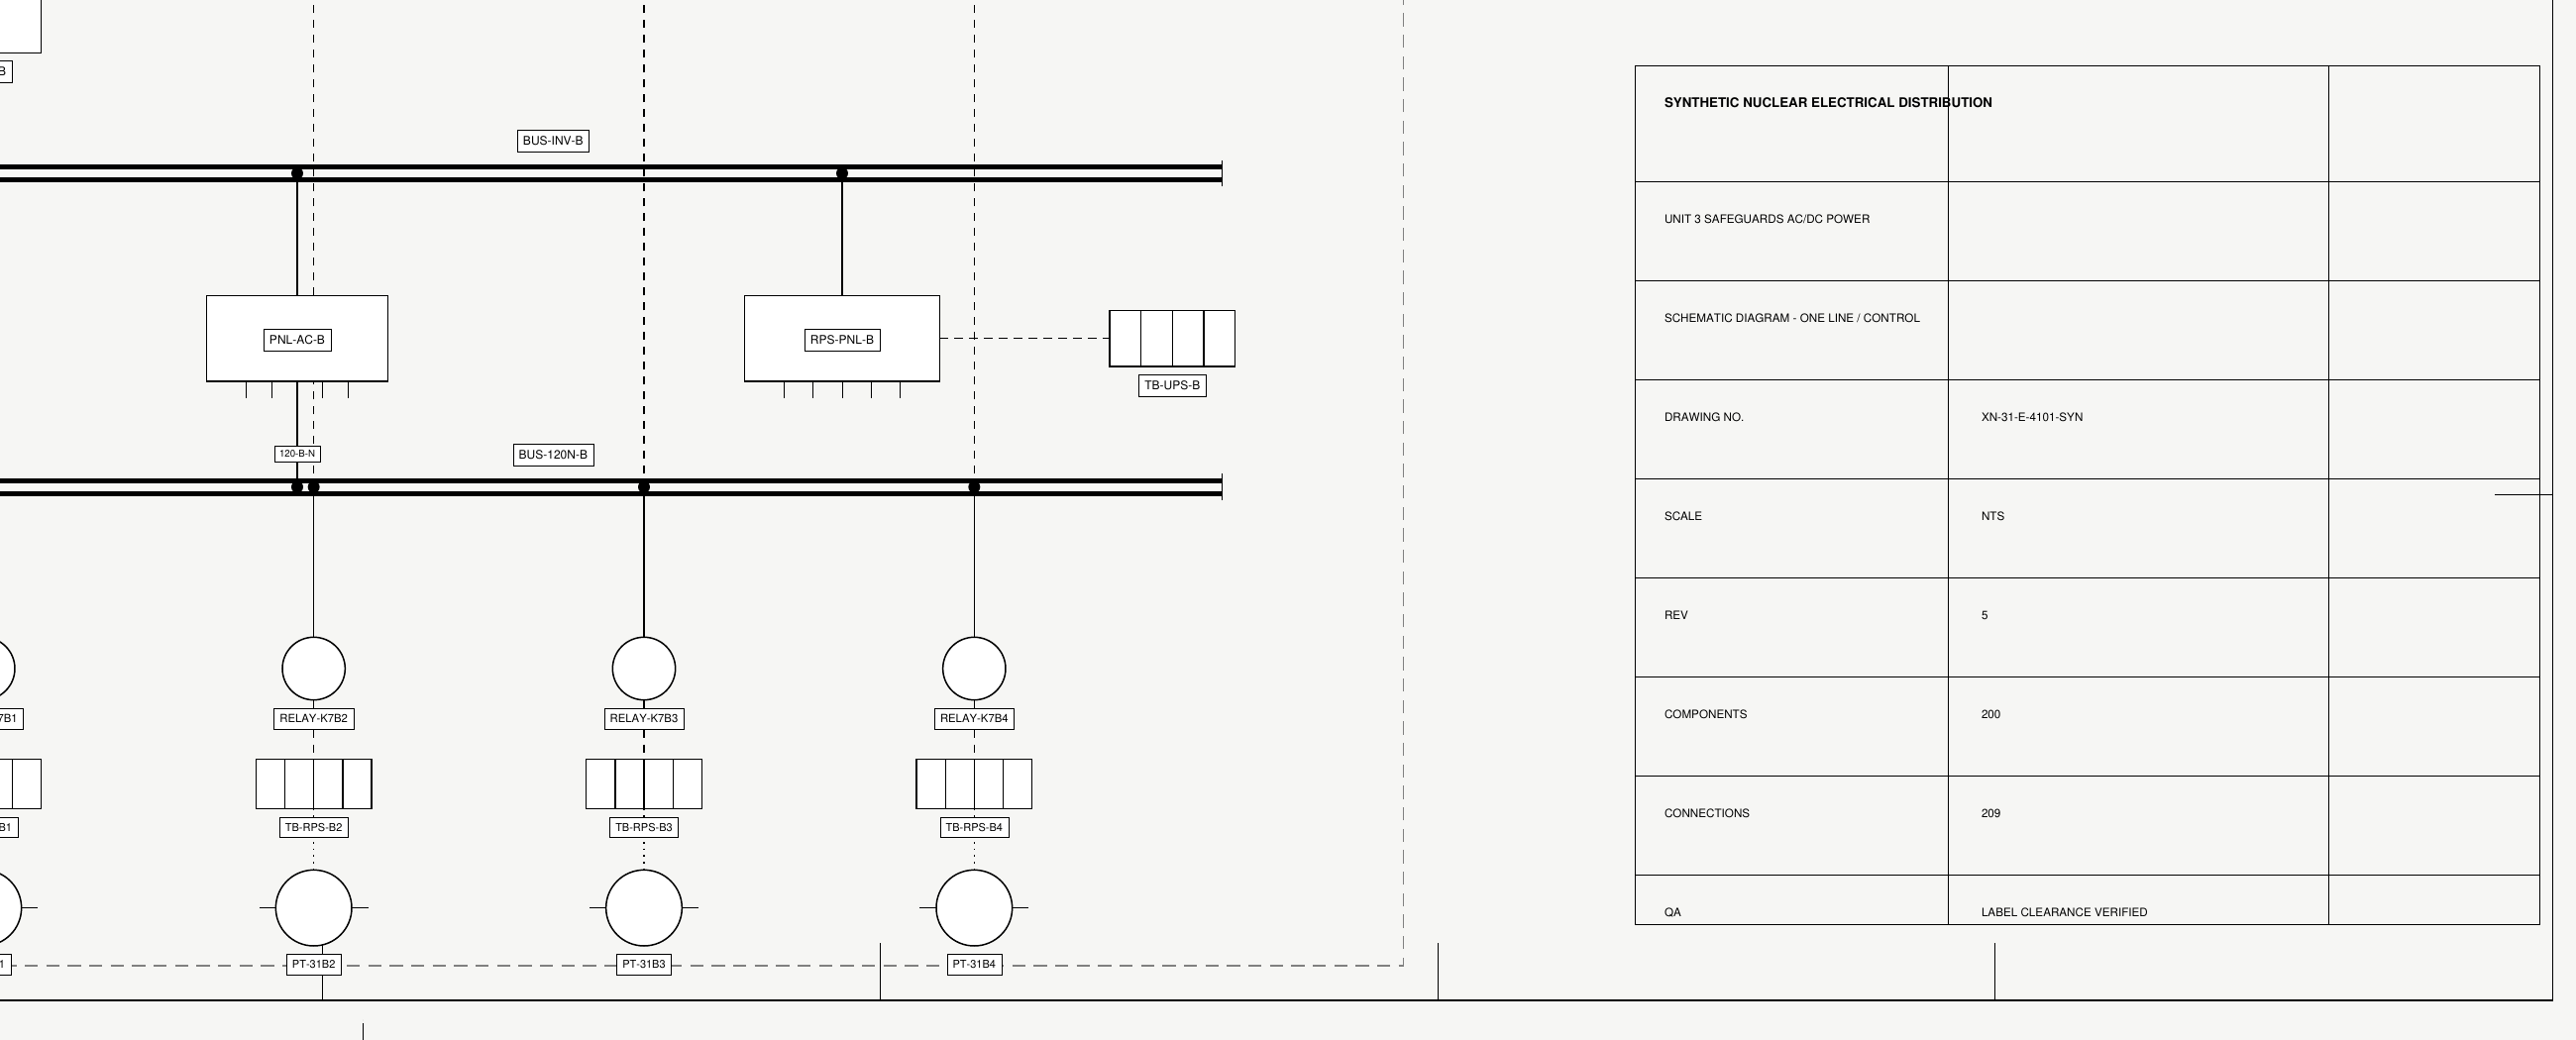 B
BUS-INV-B
PNL-AC-B
RPS-PNL-B
TB-UPS-B
120-B-N
BUS-120N-B
7B1
RELAY-K7B2
RELAY-K7B3
RELAY-K7B4
B1
TB-RPS-B2
TB-RPS-B3
TB-RPS-B4
1
PT-31B2
PT-31B3
PT-31B4
SYNTHETIC NUCLEAR ELECTRICAL DISTRIBUTION
UNIT 3 SAFEGUARDS AC/DC POWER
SCHEMATIC DIAGRAM - ONE LINE / CONTROL
DRAWING NO. XN-31-E-4101-SYN
SCALE NTS
REV 5
COMPONENTS 200
CONNECTIONS 209
QA LABEL CLEARANCE VERIFIED